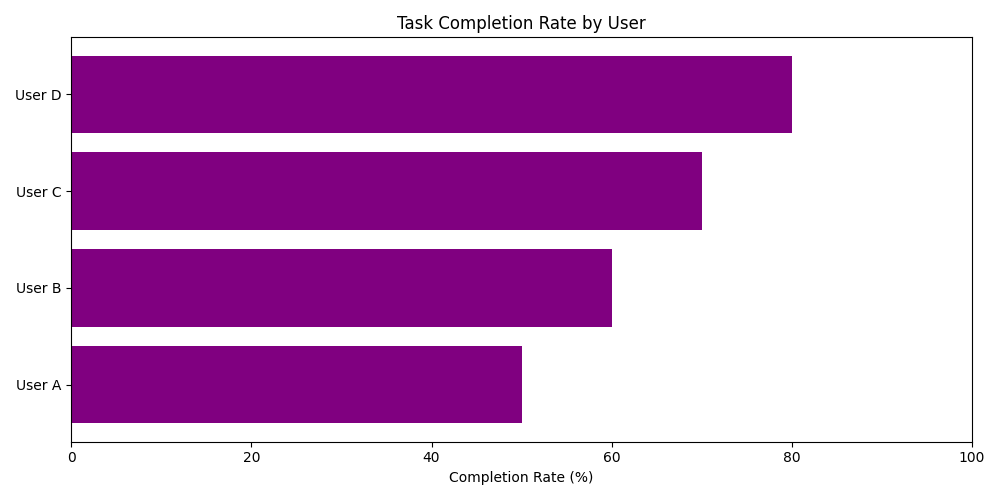 Task Completion Rate by User
User D
User C
User B
User A
0 20 40 60 80 100
Completion Rate (%)